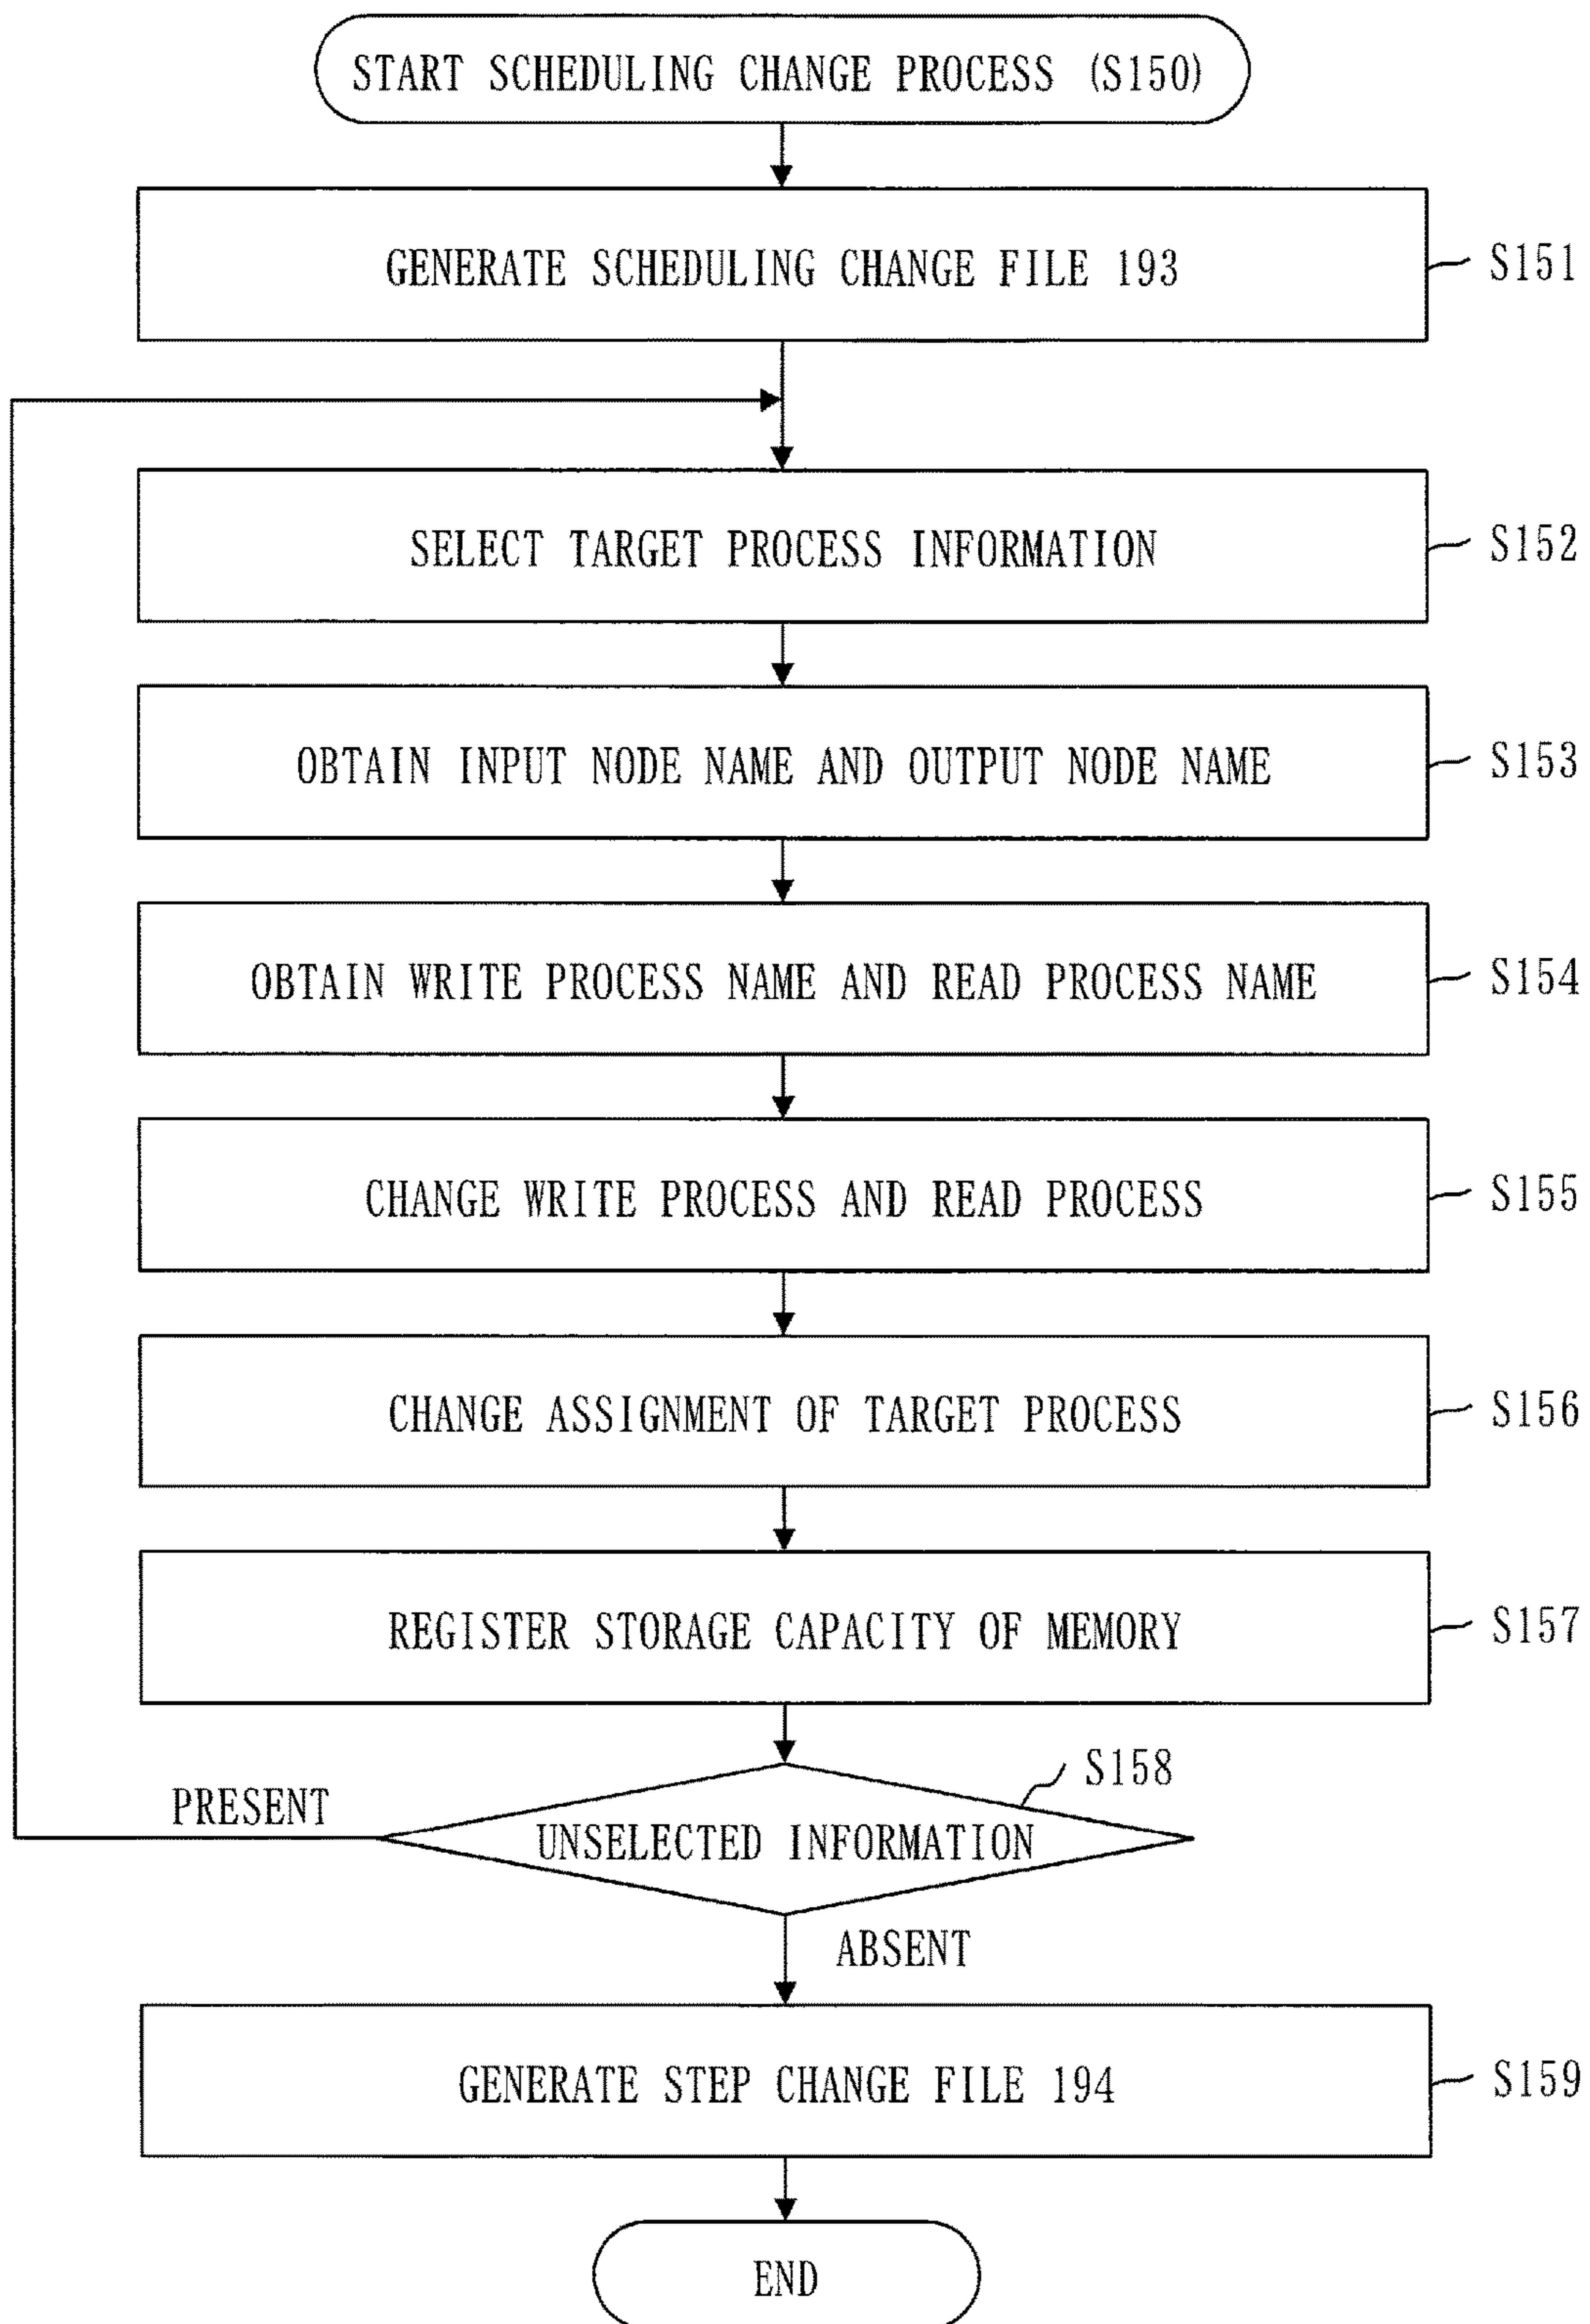 START SCHEDULING CHANGE PROCESS (S150)
GENERATE SCHEDULING CHANGE FILE 193
S151
SELECT TARGET PROCESS INFORMATION
S152
OBTAIN INPUT NODE NAME AND OUTPUT NODE NAME
S153
OBTAIN WRITE PROCESS NAME AND READ PROCESS NAME
S154
CHANGE WRITE PROCESS AND READ PROCESS
S155
CHANGE ASSIGNMENT OF TARGET PROCESS
S156
REGISTER STORAGE CAPACITY OF MEMORY
S157
S158
PRESENT
UNSELECTED INFORMATION
ABSENT
GENERATE STEP CHANGE FILE 194
S159
END